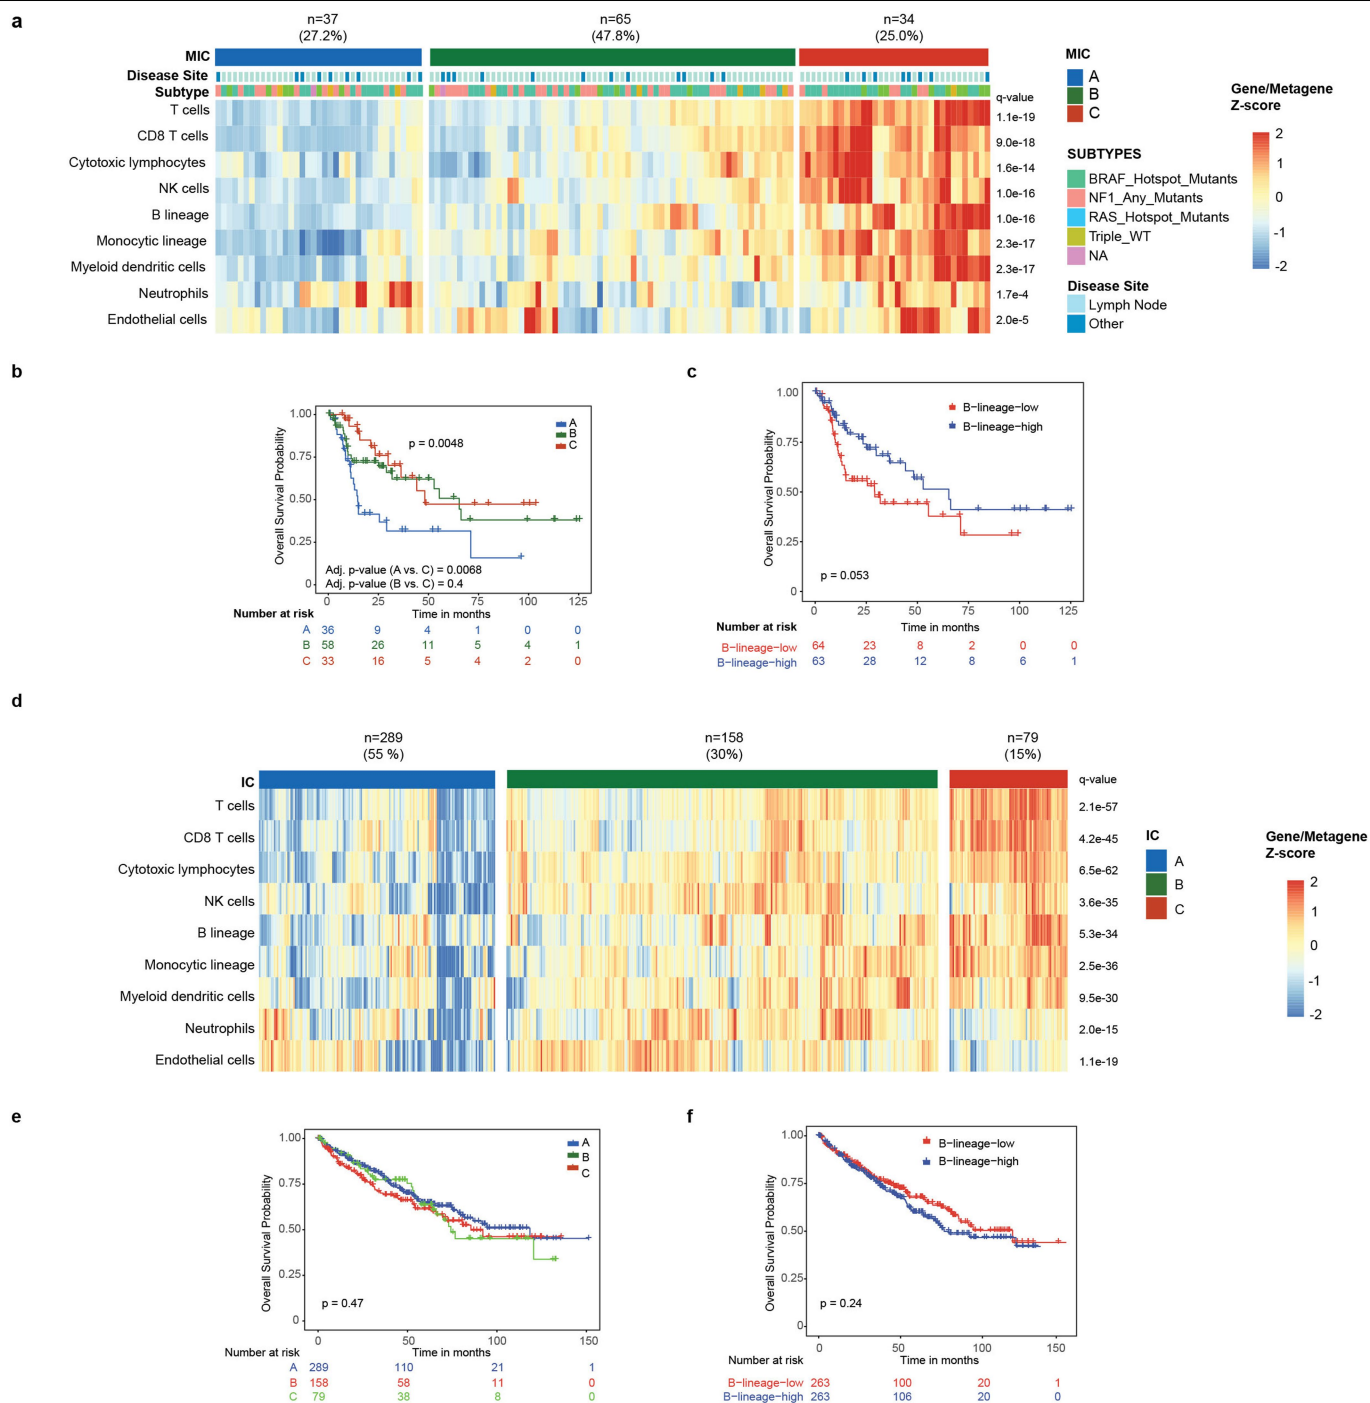 a
n=37
(27.2%)
n=65
(47.8%)
n=34
(25.0%)
MIC
Disease Site
Subtype
q-value
T cells
1.1e-19
CD8 T cells
9.0e-18
Cytotoxic lymphocytes
1.6e-14
NK cells
1.0e-16
B lineage
1.0e-16
Monocytic lineage
2.3e-17
Myeloid dendritic cells
2.3e-17
Neutrophils
1.7e-4
Endothelial cells
2.0e-5
MIC
A
B
C
SUBTYPES
BRAF_Hotspot_Mutants
NF1_Any_Mutants
RAS_Hotspot_Mutants
Triple_WT
NA
Disease Site
Lymph Node
Other
Gene/Metagene
Z-score
2
1
0
-1
-2
b
Overall Survival Probability
1.00
0.75
0.50
0.25
0
p = 0.0048
A
B
C
Adj. p-value (A vs. C) = 0.0068
Adj. p-value (B vs. C) = 0.4
0 25 50 75 100 125
Number at risk
Time in months
A 36 9 4 1 0 0
B 58 26 11 5 4 1
C 33 16 5 4 2 0
c
Overall Survival Probability
1.00
0.75
0.50
0.25
0
B-lineage-low
B-lineage-high
p = 0.053
0 25 50 75 100 125
Number at risk
Time in months
B-lineage-low 64 23 8 2 0 0
B-lineage-high 63 28 12 8 6 1
d
n=289
(55 %)
n=158
(30%)
n=79
(15%)
IC
q-value
T cells
2.1e-57
CD8 T cells
4.2e-45
Cytotoxic lymphocytes
6.5e-62
NK cells
3.6e-35
B lineage
5.3e-34
Monocytic lineage
2.5e-36
Myeloid dendritic cells
9.5e-30
Neutrophils
2.0e-15
Endothelial cells
1.1e-19
IC
A
B
C
Gene/Metagene
Z-score
2
1
0
-1
-2
e
Overall Survival Probability
1.00
0.75
0.50
0.25
0
A
B
C
p = 0.47
0 50 100 150
Number at risk
Time in months
A 289 110 21 1
B 158 58 11 0
C 79 38 8 0
f
Overall Survival Probability
1.00
0.75
0.50
0.25
0
B-lineage-low
B-lineage-high
p = 0.24
0 50 100 150
Number at risk
Time in months
B-lineage-low 263 100 20 1
B-lineage-high 263 106 20 0